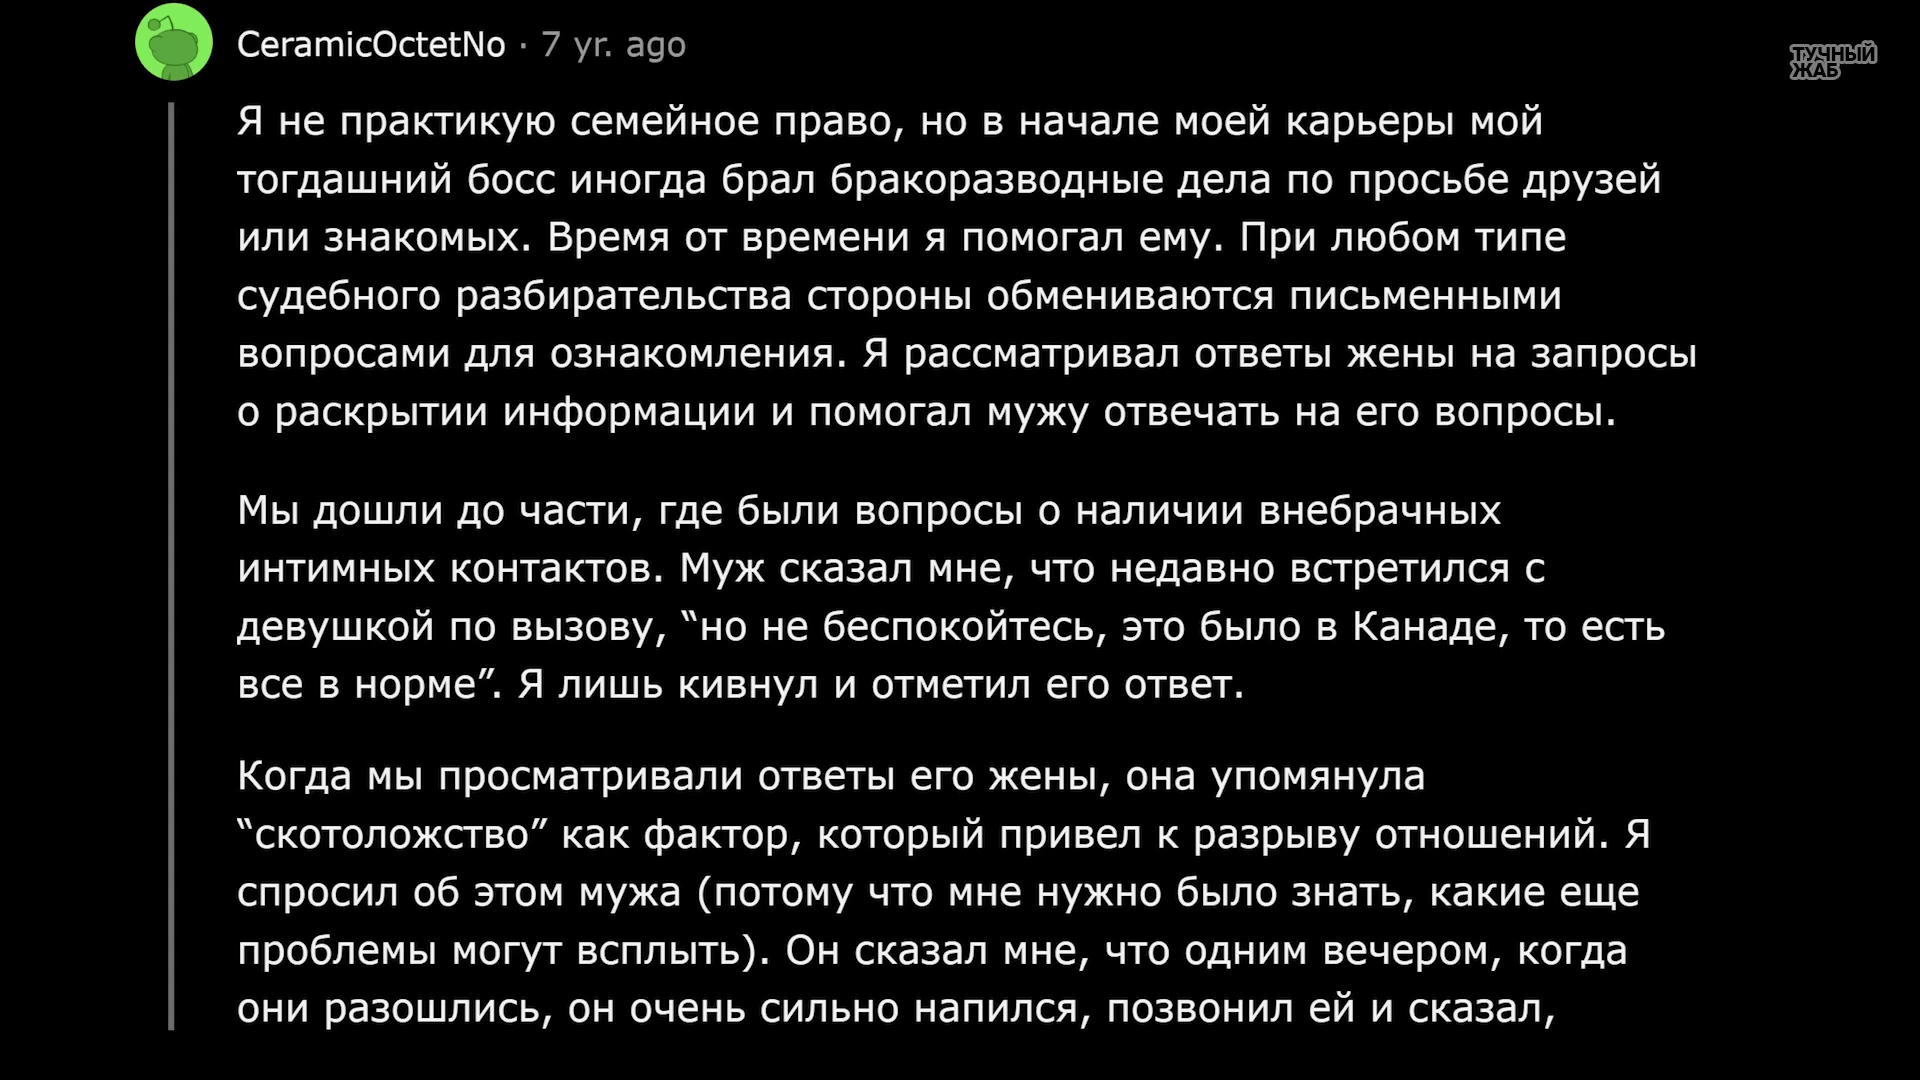 CeramicOctetNo · 7 yr. ago
ТУЧНЫЙ
ЖАБ
Я не практикую семейное право, но в начале моей карьеры мой
тогдашний босс иногда брал бракоразводные дела по просьбе друзей
или знакомых. Время от времени я помогал ему. При любом типе
судебного разбирательства стороны обмениваются письменными
вопросами для ознакомления. Я рассматривал ответы жены на запросы
о раскрытии информации и помогал мужу отвечать на его вопросы.
Мы дошли до части, где были вопросы о наличии внебрачных
интимных контактов. Муж сказал мне, что недавно встретился с
девушкой по вызову, “но не беспокойтесь, это было в Канаде, то есть
все в норме”. Я лишь кивнул и отметил его ответ.
Когда мы просматривали ответы его жены, она упомянула
“скотоложство” как фактор, который привел к разрыву отношений. Я
спросил об этом мужа (потому что мне нужно было знать, какие еще
проблемы могут всплыть). Он сказал мне, что одним вечером, когда
они разошлись, он очень сильно напился, позвонил ей и сказал,